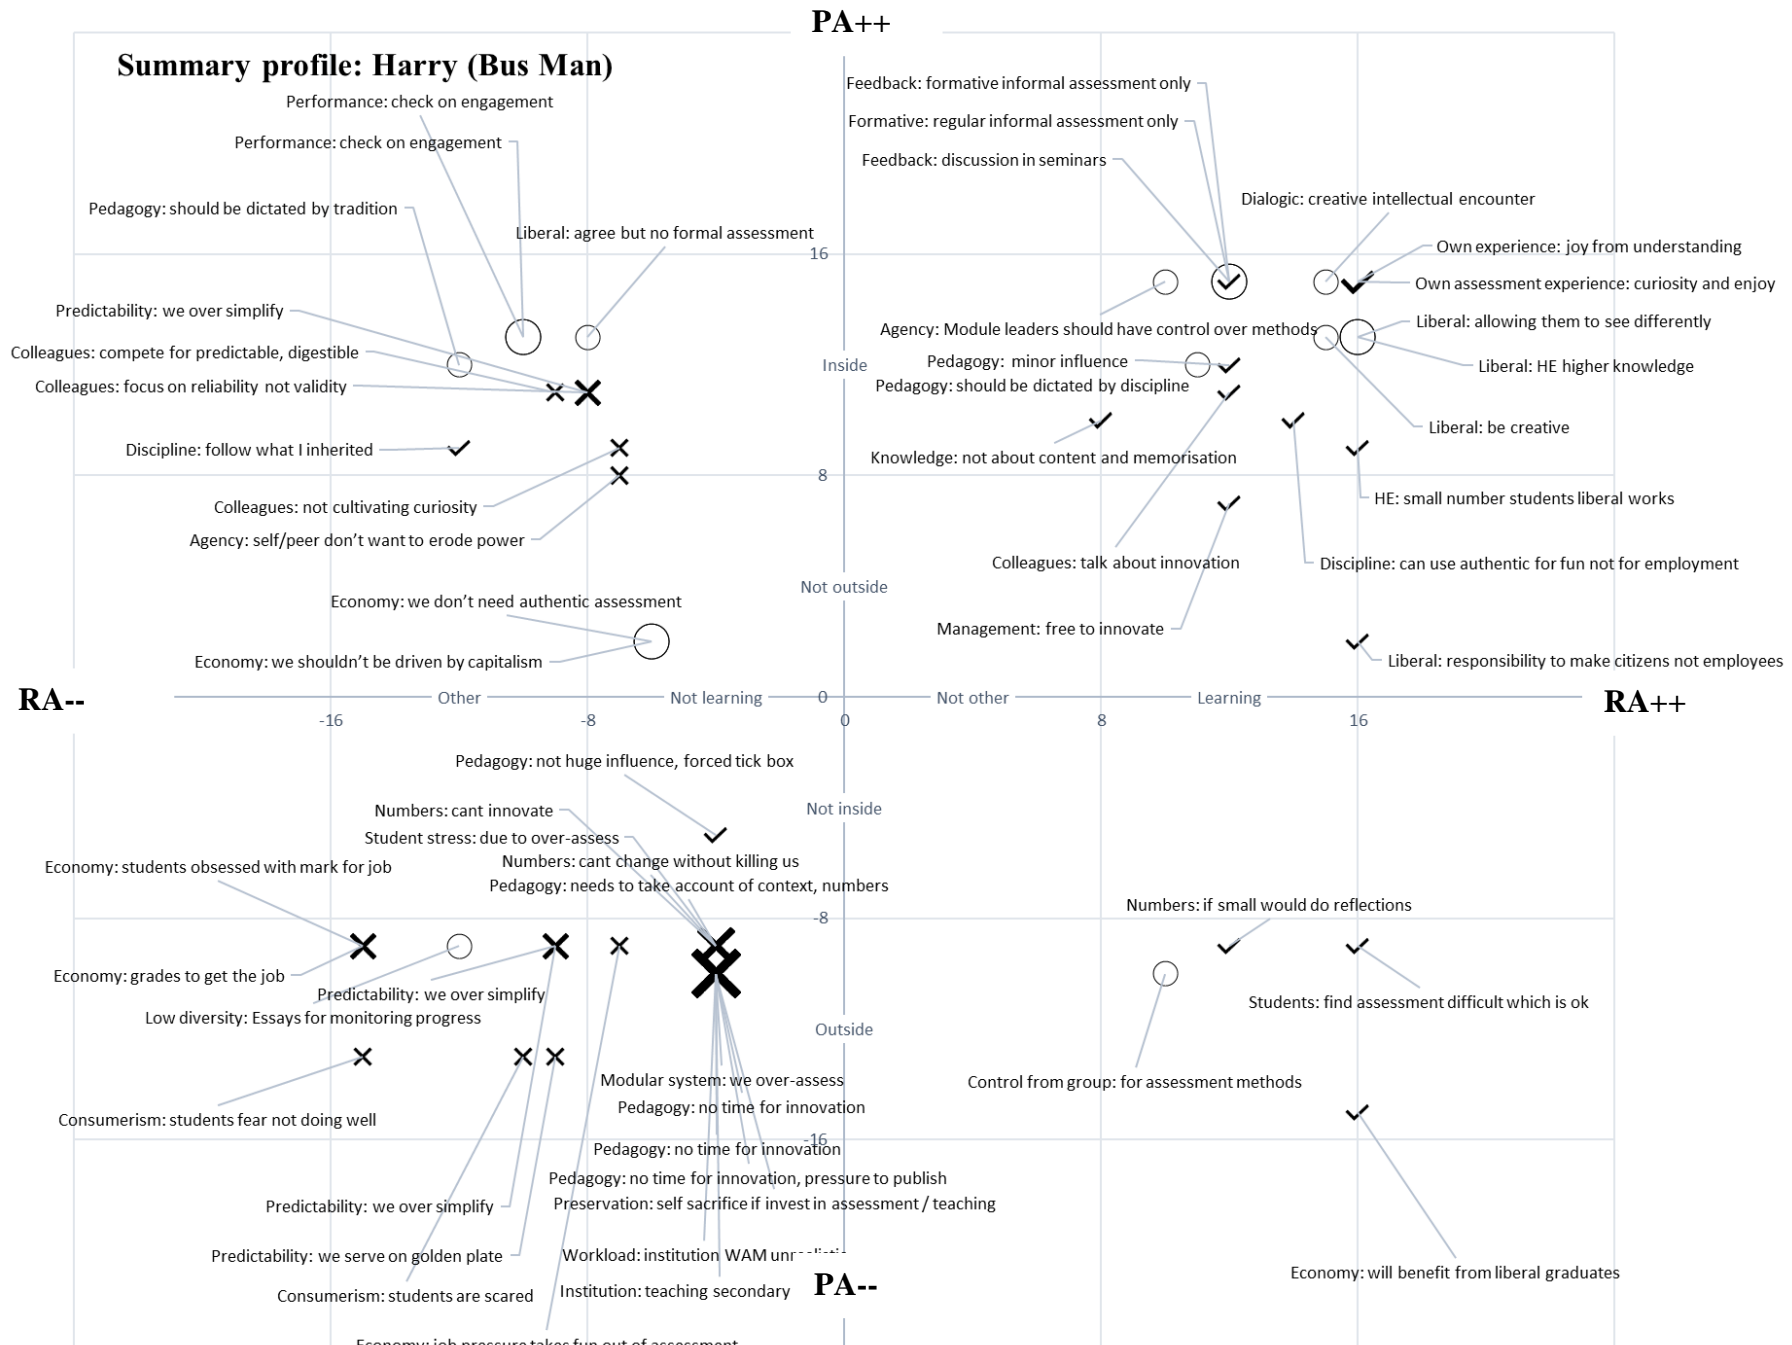 PA++
Summary profile: Harry (Bus Man)
Performance: check on engagement
Performance: check on engagement
Pedagogy: should be dictated by tradition
Liberal: agree but no formal assessment
Predictability: we over simplify
Colleagues: compete for predictable, digestible
Colleagues: focus on reliability not validity
Discipline: follow what I inherited
Colleagues: not cultivating curiosity
Agency: self/peer don't want to erode power
Economy: we don't need authentic assessment
Economy: we shouldn't be driven by capitalism
Feedback: formative informal assessment only
Formative: regular informal assessment only
Feedback: discussion in seminars
Dialogic: creative intellectual encounter
Own experience: joy from understanding
Own assessment experience: curiosity and enjoy
Liberal: allowing them to see differently
Agency: Module leaders should have control over methods
Pedagogy: minor influence
Liberal: HE higher knowledge
Pedagogy: should be dictated by discipline
Liberal: be creative
Knowledge: not about content and memorisation
HE: small number students liberal works
Colleagues: talk about innovation
Discipline: can use authentic for fun not for employment
Management: free to innovate
Liberal: responsibility to make citizens not employees
16
Inside
8
Not outside
0
RA--
Other
Not learning
Not other
Learning
RA++
-16
-8
0
8
16
Not inside
-8
Outside
-16
Pedagogy: not huge influence, forced tick box
Numbers: cant innovate
Student stress: due to over-assess
Numbers: cant change without killing us
Pedagogy: needs to take account of context, numbers
Economy: students obsessed with mark for job
Economy: grades to get the job
Predictability: we over simplify
Low diversity: Essays for monitoring progress
Consumerism: students fear not doing well
Modular system: we over-assess
Pedagogy: no time for innovation
Pedagogy: no time for innovation
Pedagogy: no time for innovation, pressure to publish
Preservation: self sacrifice if invest in assessment / teaching
Predictability: we over simplify
Predictability: we serve on golden plate
Workload: institution WAM unrealistic
Consumerism: students are scared
Institution: teaching secondary
Economy: job pressure takes fun out of assessment
Numbers: if small would do reflections
Students: find assessment difficult which is ok
Control from group: for assessment methods
Economy: will benefit from liberal graduates
PA--